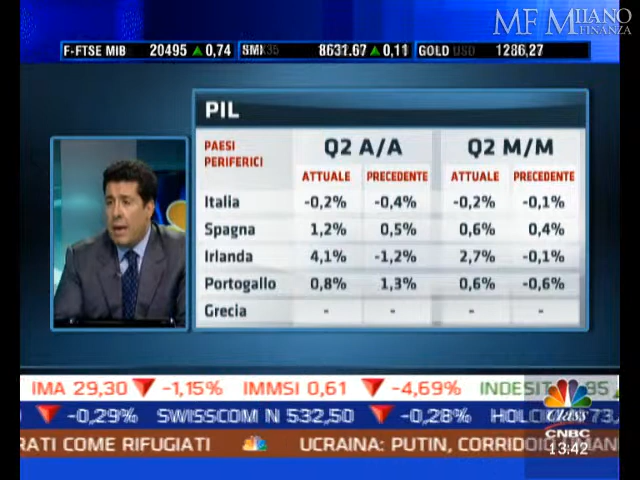 MF MILANO
FINANZA
F-FTSE MIB 20495 0,74 8631.67 0,11 GOLD USD 1286,27
PIL
PAESI
PERIFERICI
Q2 A/A Q2 M/M
ATTUALE PRECEDENTE ATTUALE PRECEDENTE
Italia -0,2% -0,4% -0,2% -0,1%
Spagna 1,2% 0,5% 0,6% 0,4%
Irlanda 4,1% -1,2% 2,7% -0,1%
Portogallo 0,8% 1,3% 0,6% -0,6%
Grecia - - - -
IMA 29,30 -1,15% IMMSI 0,61 -4,69% INDESIT 85
-0,29% SWISSCOM N 532,50 -0,28% HOLC 73,
RATI COME RIFUGIATI UCRAINA: PUTIN, CORRIDOI
CLASS
CNBC
13:42